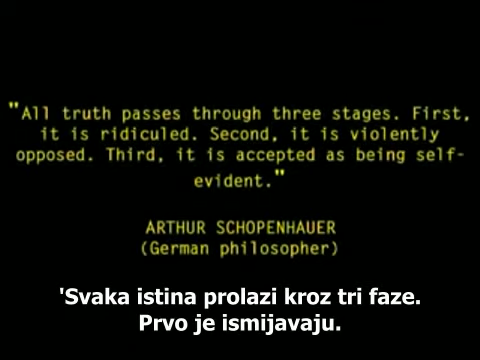 "All truth passes through three stages. First,
it is ridiculed. Second, it is violently
opposed. Third, it is accepted as being self-
evident."
ARTHUR SCHOPENHAUER
(German philosopher)
'Svaka istina prolazi kroz tri faze.
Prvo je ismijavaju.